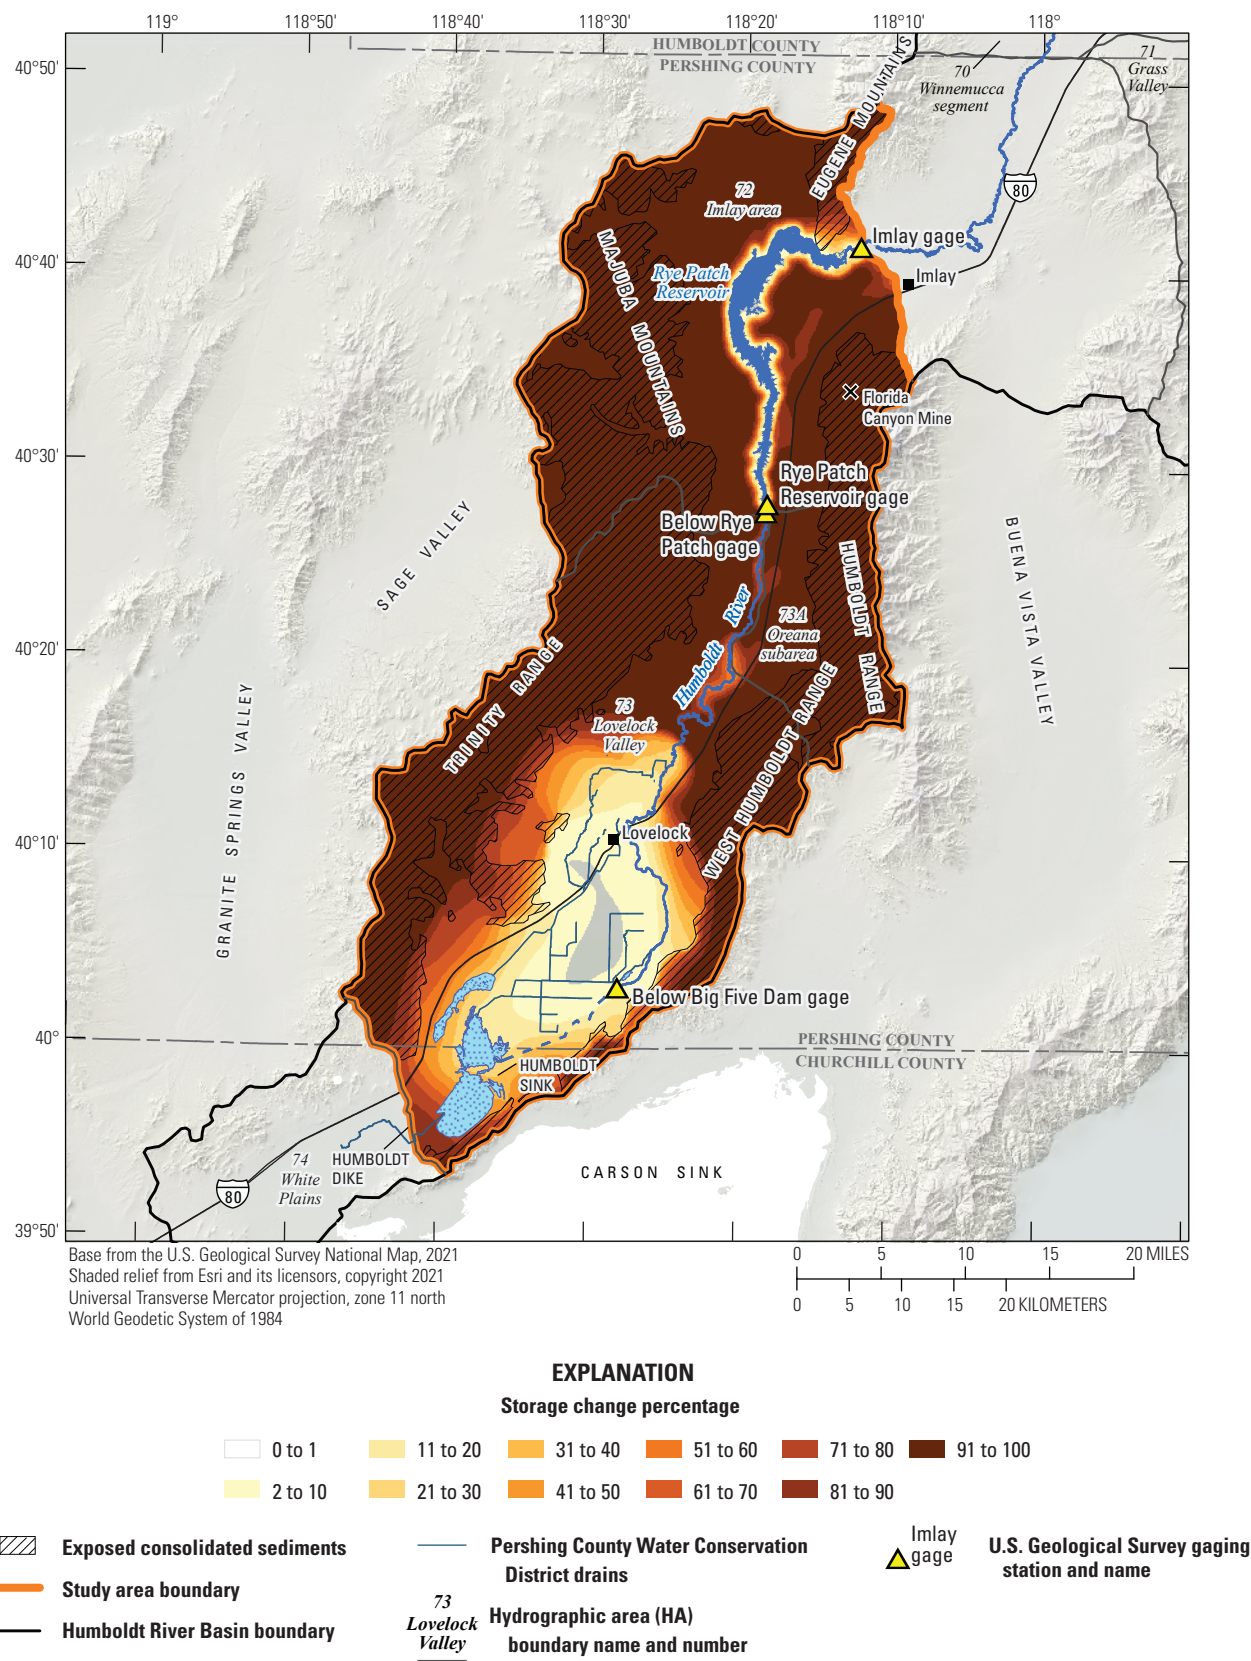 119°
118°50'
118°40'
118°30'
118°20'
118°10'
118°
40°50'
40°40'
40°30'
40°20'
40°10'
40°
39°50'
HUMBOLDT COUNTY
PERSHING COUNTY
70
Winnemucca
segment
71
Grass
Valley
EUGENE MOUNTAINS
80
72
Imlay area
Imlay gage
Imlay
MAJUBA MOUNTAINS
Rye Patch
Reservoir
Florida
Canyon Mine
Rye Patch
Reservoir gage
Below Rye
Patch gage
SAGE VALLEY
BUENA VISTA VALLEY
HUMBOLDT RANGE
Humboldt River
73A
Oreana
subarea
TRINITY RANGE
73
Lovelock
Valley
WEST HUMBOLDT RANGE
GRANITE SPRINGS VALLEY
Lovelock
Below Big Five Dam gage
PERSHING COUNTY
CHURCHILL COUNTY
HUMBOLDT
SINK
CARSON SINK
HUMBOLDT
DIKE
74
White
Plains
80
Base from the U.S. Geological Survey National Map, 2021
Shaded relief from Esri and its licensors, copyright 2021
Universal Transverse Mercator projection, zone 11 north
World Geodetic System of 1984
0 5 10 15 20 MILES
0 5 10 15 20 KILOMETERS
EXPLANATION
Storage change percentage
0 to 1
11 to 20
31 to 40
51 to 60
71 to 80
91 to 100
2 to 10
21 to 30
41 to 50
61 to 70
81 to 90
Exposed consolidated sediments
Study area boundary
Humboldt River Basin boundary
Pershing County Water Conservation
District drains
73
Lovelock
Valley
Hydrographic area (HA)
boundary name and number
Imlay
gage
U.S. Geological Survey gaging
station and name